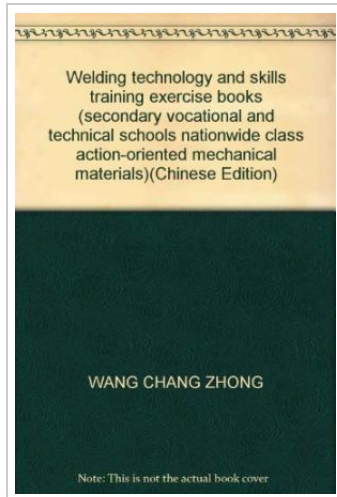 Welding technology and skills
training exercise books
(secondary vocational and
technical schools nationwide class
action-oriented mechanical
materials)(Chinese Edition)
WANG CHANG ZHONG
Note: This is not the actual book cover